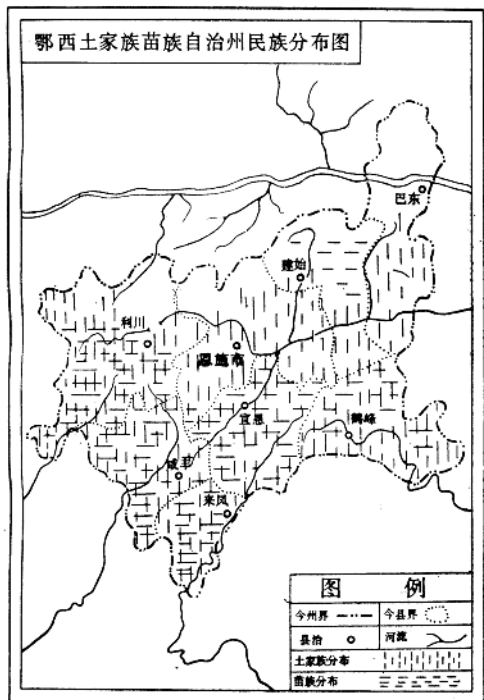 鄂西土家族苗族自治州民族分布图
巴东
建始
利川
恩施市
宣恩
鹤峰
咸丰
来凤
图 例
今州界
今县界
县治
河流
土家族分布
苗族分布